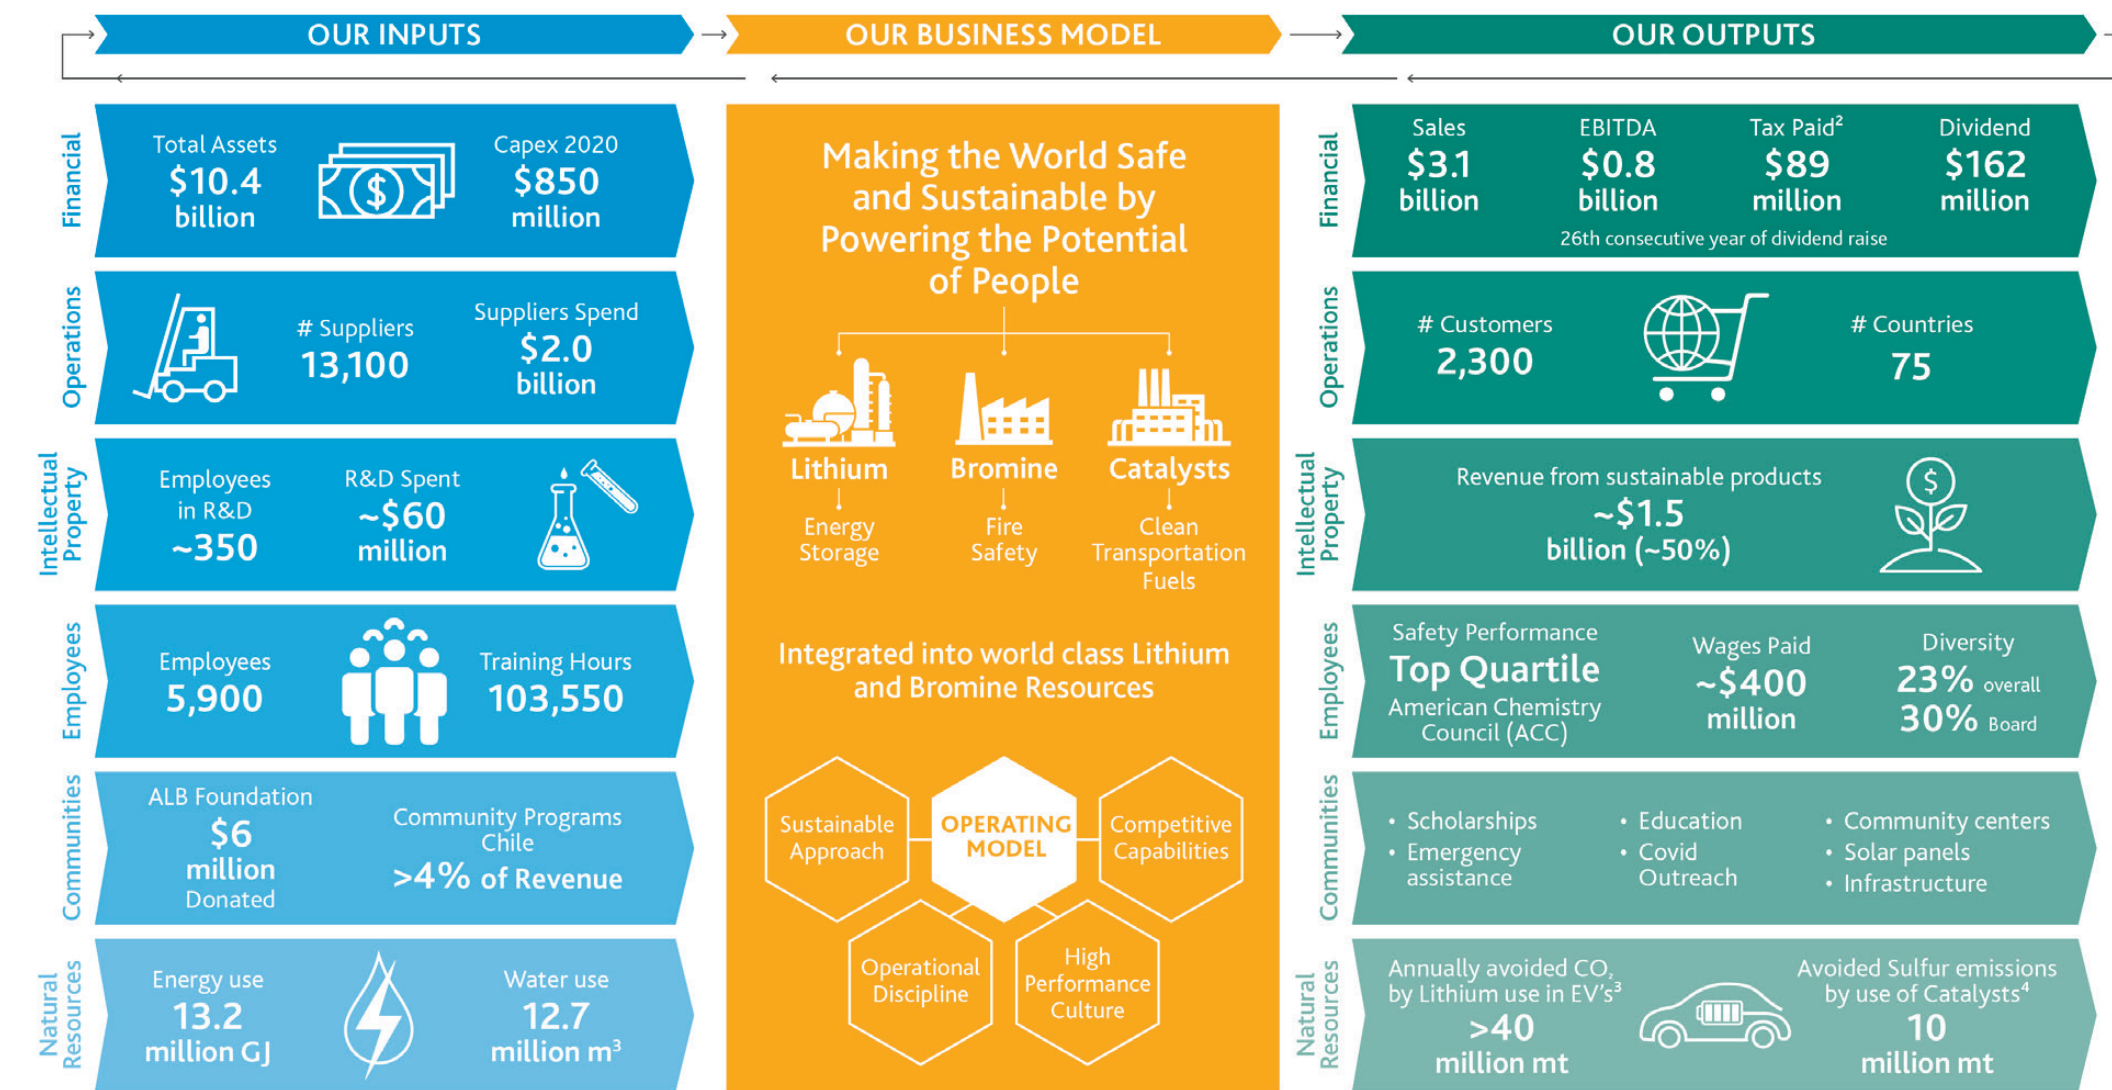 OUR INPUTS
OUR BUSINESS MODEL
OUR OUTPUTS
Financial
Total Assets
$10.4
billion
Capex 2020
$850
million
Operations
# Suppliers
13,100
Suppliers Spend
$2.0
billion
Intellectual
Property
Employees
in R&D
~350
R&D Spent
~$60
million
Employees
Employees
5,900
Training Hours
103,550
Communities
ALB Foundation
$6
million
Donated
Community Programs
Chile
>4% of Revenue
Natural
Resources
Energy use
13.2
million GJ
Water use
12.7
million m³
Making the World Safe
and Sustainable by
Powering the Potential
of People
Lithium
Energy
Storage
Bromine
Fire
Safety
Catalysts
Clean
Transportation
Fuels
Integrated into world class Lithium
and Bromine Resources
Sustainable
Approach
OPERATING
MODEL
Competitive
Capabilities
Operational
Discipline
High
Performance
Culture
Financial
Sales
$3.1
billion
EBITDA
$0.8
billion
Tax Paid²
$89
million
Dividend
$162
million
26th consecutive year of dividend raise
Operations
# Customers
2,300
# Countries
75
Intellectual
Property
Revenue from sustainable products
~$1.5
billion (~50%)
Employees
Safety Performance
Top Quartile
American Chemistry
Council (ACC)
Wages Paid
~$400
million
Diversity
23% overall
30% Board
Communities
• Scholarships
• Emergency
assistance
• Education
• Covid
Outreach
• Community centers
• Solar panels
• Infrastructure
Natural
Resources
Annually avoided CO₂
by Lithium use in EV's³
>40
million mt
Avoided Sulfur emissions
by use of Catalysts⁴
10
million mt